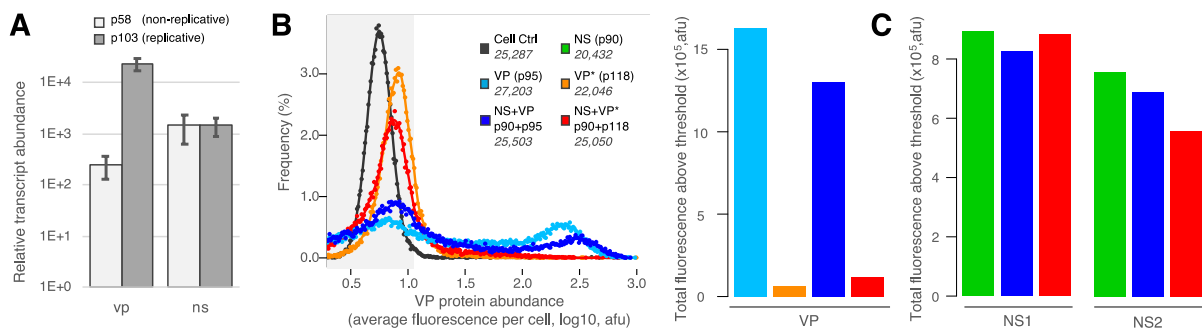 A
p58 (non-replicative)
p103 (replicative)
Relative transcript abundance
1E+4
1E+3
1E+2
1E+1
1E+0
vp
ns
B
Frequency (%)
3.0
2.0
1.0
0.0
Cell Ctrl
25,287
NS (p90)
20,432
VP (p95)
27,203
VP* (p118)
22,046
NS+VP
p90+p95
25,503
NS+VP*
p90+p118
25,050
0.5
1.0
1.5
2.0
2.5
3.0
VP protein abundance
(average fluorescence per cell, log10, afu)
Total fluorescence above threshold (x10⁵,afu)
15
10
5
0
VP
C
Total fluorescence above threshold (x10⁵,afu)
8
6
4
2
0
NS1
NS2